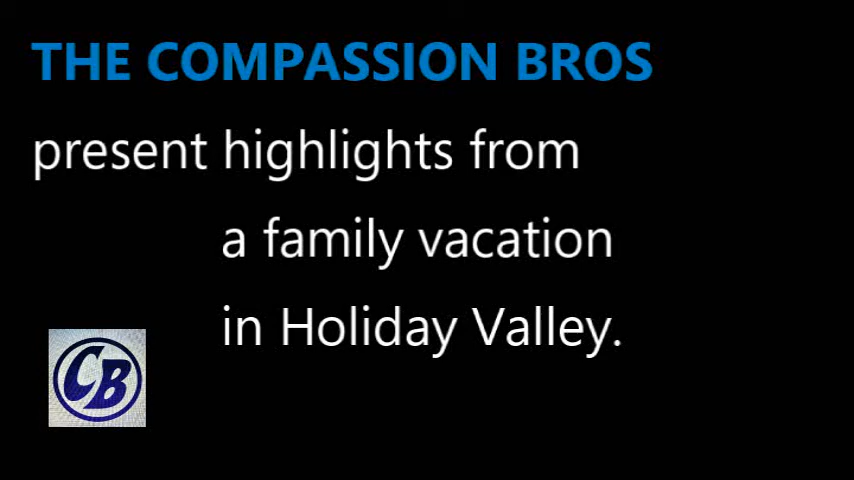 THE COMPASSION BROS
present highlights from
a family vacation
in Holiday Valley.
CB